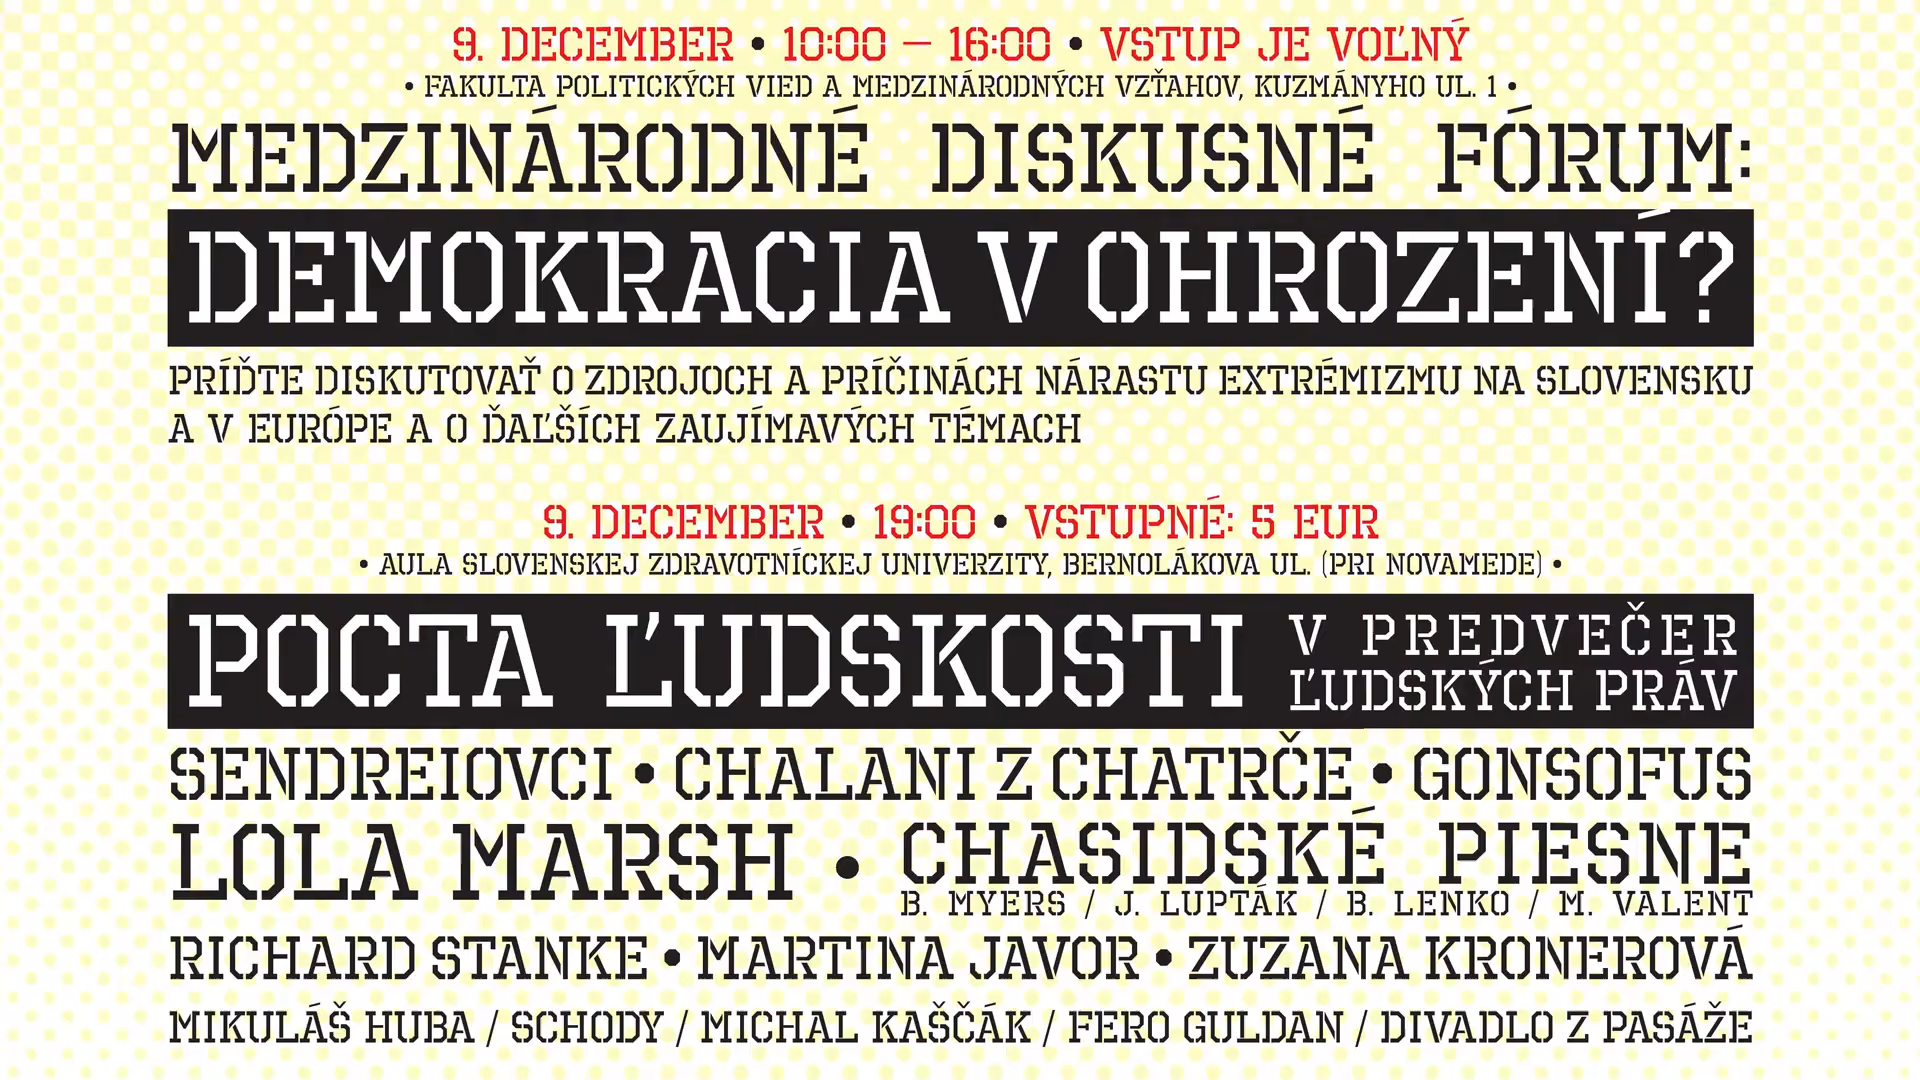 9. DECEMBER • 10:00 – 16:00 • VSTUP JE VOĽNÝ
• FAKULTA POLITICKÝCH VIED A MEDZINÁRODNÝCH VZŤAHOV, KUZMÁNYHO UL. 1 •
MEDZINÁRODNÉ DISKUSNÉ FÓRUM:
DEMOKRACIA V OHROZENÍ?
PRÍĎTE DISKUTOVAŤ O ZDROJOCH A PRÍČINÁCH NÁRASTU EXTRÉMIZMU NA SLOVENSKU
A V EURÓPE A O ĎAĽŠÍCH ZAUJÍMAVÝCH TÉMACH
9. DECEMBER • 19:00 • VSTUPNÉ: 5 EUR
• AULA SLOVENSKEJ ZDRAVOTNÍCKEJ UNIVERZITY, BERNOLÁKOVA UL. (PRI NOVAMEDE) •
POCTA ĽUDSKOSTI
V PREDVEČER
ĽUDSKÝCH PRÁV
SENDREIOVCI • CHALANI Z CHATRČE • GONSOFUS
LOLA MARSH • CHASIDSKÉ PIESNE
B. MYERS / J. LUPTÁK / B. LENKO / M. VALENT
RICHARD STANKE • MARTINA JAVOR • ZUZANA KRONEROVÁ
MIKULÁŠ HUBA / SCHODY / MICHAL KAŠČÁK / FERO GULDAN / DIVADLO Z PASÁŽE